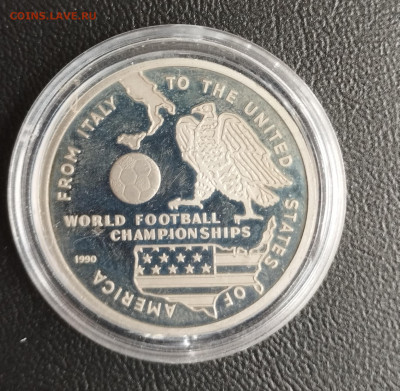 COINS.LAVE.RU
FROM ITALY TO THE UNITED STATES OF AMERICA
WORLD FOOTBALL
CHAMPIONSHIPS
1990